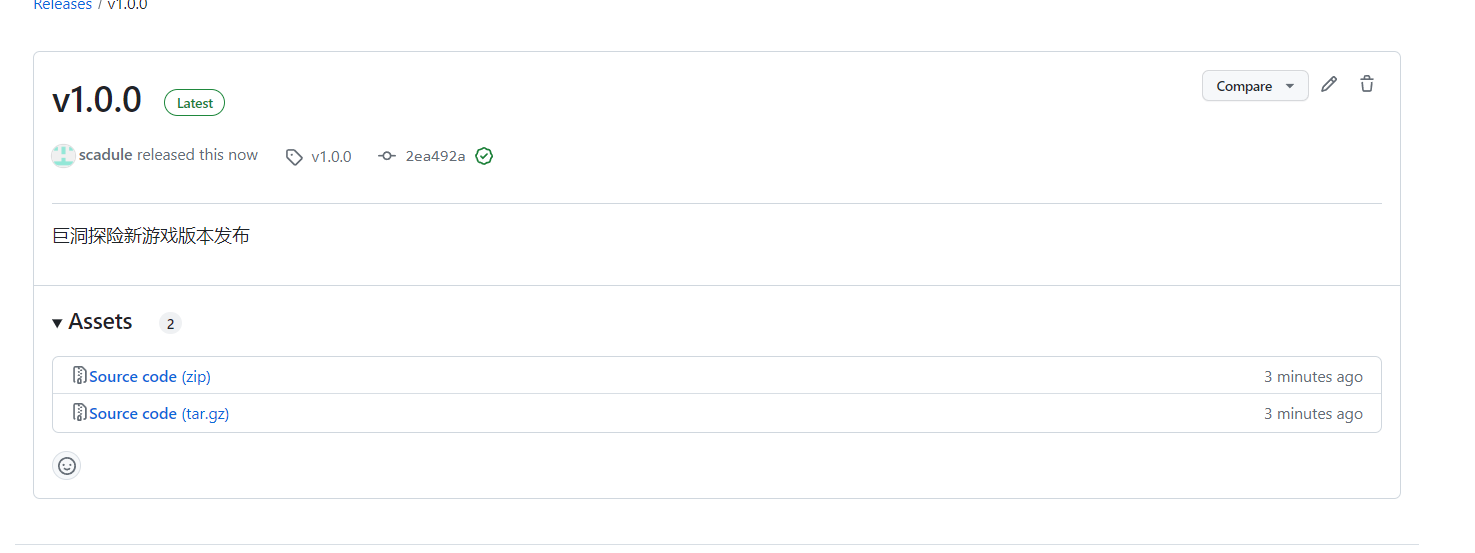 Releases / v1.0.0
v1.0.0 Latest Compare
scadule released this now v1.0.0 2ea492a
巨洞探险新游戏版本发布
Assets 2
Source code (zip) 3 minutes ago
Source code (tar.gz) 3 minutes ago